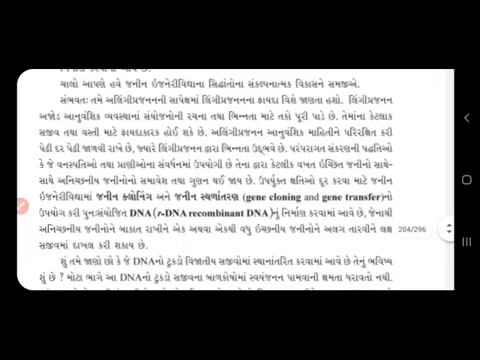 ચાલો આપણે હવે જનીન ઇજનેરીવિદ્યાના સિદ્ધાંતોના સંકલ્પનાત્મક વિકાસને સમજીએ.
સંભવતઃ તમે અલિંગીપ્રજનનની સાપેક્ષમાં લિંગીપ્રજનનના ફાયદા વિશે જાણતા હશો. લિંગીપ્રજનન
અજોડ આનુવંશિક વ્યવસ્થાનાં સંયોજનોની રચના તથા ભિન્નતા માટે તકો પૂરી પાડે છે. તેમાંના કેટલાક
સજીવ તથા વસ્તી માટે ફાયદાકારક હોઈ શકે છે. અલિંગીપ્રજનન આનુવંશિક માહિતીને પરિરક્ષિત કરી
પેઢી દર પેઢી જાળવી રાખે છે, જ્યારે લિંગીપ્રજનન દ્વારા ભિન્નતા ઉદ્ભવે છે. પરંપરાગત સંકરણની પદ્ધતિઓ
કે જે વનસ્પતિઓ તથા પ્રાણીઓના સંવર્ધનમાં ઉપયોગી છે તેના દ્વારા કેટલીક વખત ઇચ્છિત જનીનો સાથે-
સાથે અનિચ્છનીય જનીનોનો સમાવેશ તથા ગુણન થઈ જાય છે. ઉપર્યુક્ત ક્ષતિઓ દૂર કરવા માટે જનીન
ઇજનેરીવિદ્યામાં જનીન ક્લોનિંગ અને જનીન સ્થળાંતરણ (gene cloning and gene transfer)નો
ઉપયોગ કરી પુનઃસંયોજિત DNA (r-DNA recombinant DNA)નું નિર્માણ કરવામાં આવે છે, જેનાથી
અનિચ્છનીય જનીનોને બાકાત રાખીને એક અથવા એકથી વધુ ઇચ્છનીય જનીનોને અલગ તારવીને લક્ષ
સજીવમાં દાખલ કરી શકાય છે.
204/296
શું તમે જાણો છો કે જે DNAનો ટુકડો વિજાતીય સજીવોમાં સ્થાનાંતરિત કરવામાં આવે છે તેનું ભવિષ્ય
શું છે ? મોટા ભાગે આ DNAનો ટુકડો સજીવના બાળકોષોમાં સ્વયંજનન પામવાની ક્ષમતા ધરાવતો નથી.